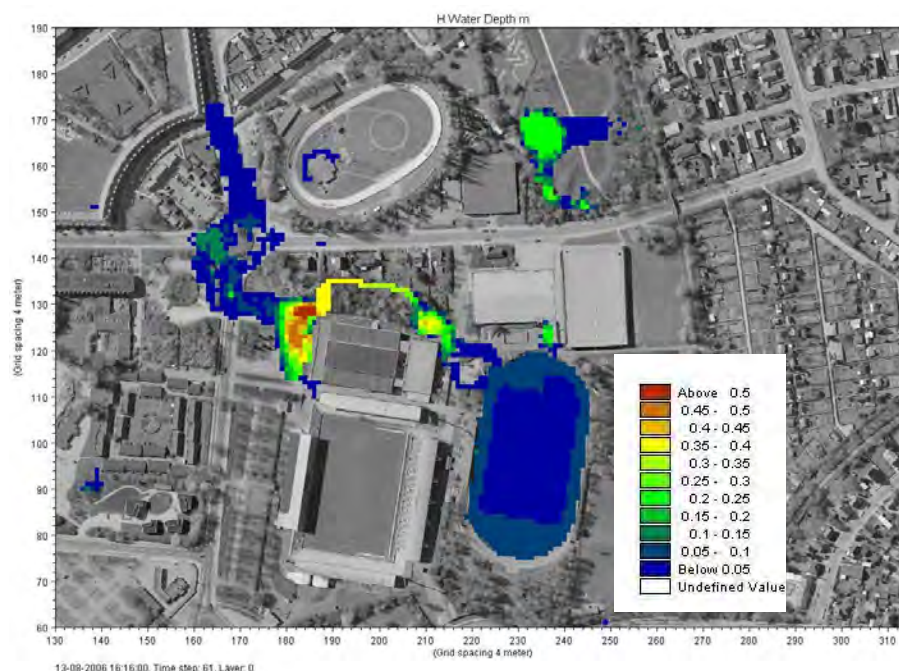 H Water Depth m
190
180
170
160
150
140
130
120
110
100
90
80
70
60
(Grid spacing 4 meter)
Above 0.5
0.45 - 0.5
0.4 - 0.45
0.35 - 0.4
0.3 - 0.35
0.25 - 0.3
0.2 - 0.25
0.15 - 0.2
0.1 - 0.15
0.05 - 0.1
Below 0.05
Undefined Value
130 140 150 160 170 180 190 200 210 220 230 240 250 260 270 280 290 300 310
(Grid spacing 4 meter)
13-08-2006 16:16:00, Time step: 61, Layer: 0